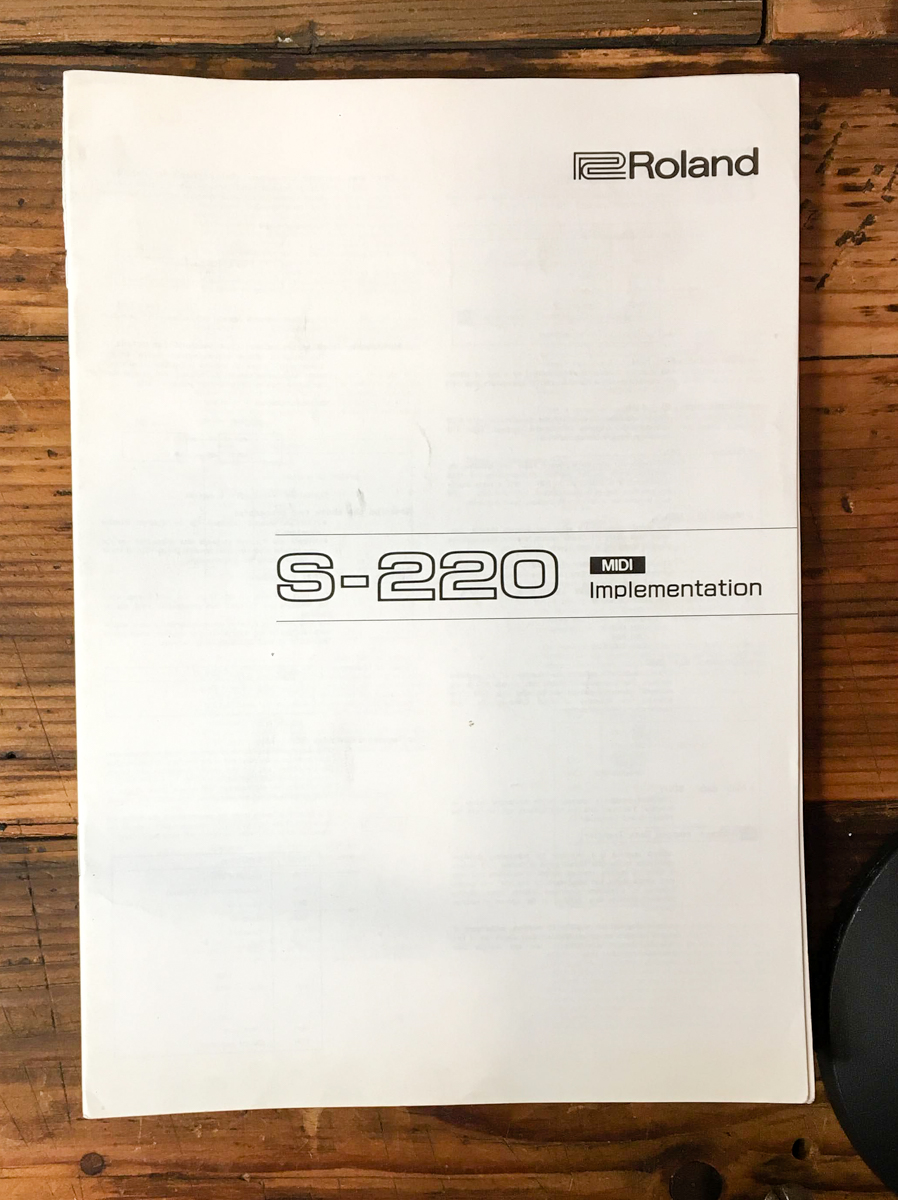 Roland
S-220 MIDI
Implementation